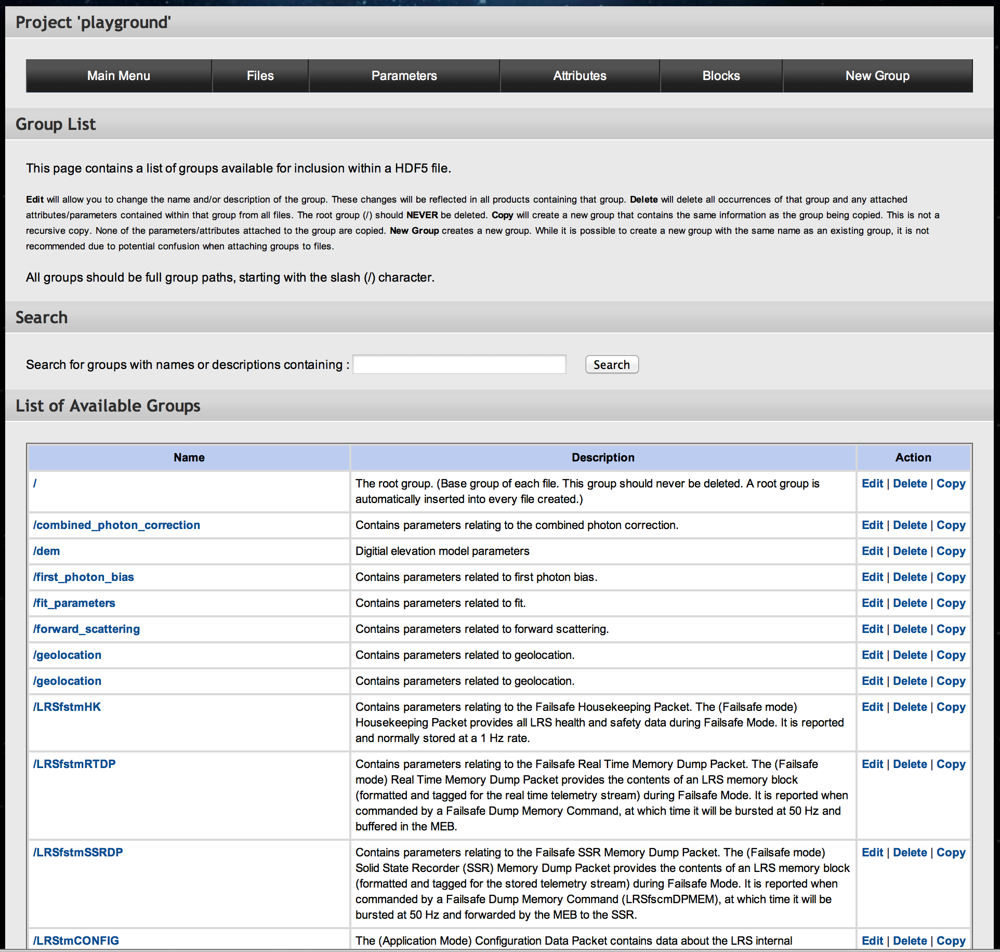 Project 'playground'
Main Menu Files Parameters Attributes Blocks New Group
Group List
This page contains a list of groups available for inclusion within a HDF5 file.
Edit will allow you to change the name and/or description of the group. These changes will be reflected in all products containing that group. Delete will delete all occurrences of that group and any attached
attributes/parameters contained within that group from all files. The root group (/) should NEVER be deleted. Copy will create a new group that contains the same information as the group being copied. This is not a
recursive copy. None of the parameters/attributes attached to the group are copied. New Group creates a new group. While it is possible to create a new group with the same name as an existing group, it is not
recommended due to potential confusion when attaching groups to files.
All groups should be full group paths, starting with the slash (/) character.
Search
Search for groups with names or descriptions containing : Search
List of Available Groups
Name Description Action
/ The root group. (Base group of each file. This group should never be deleted. A root group is Edit | Delete | Copy
automatically inserted into every file created.)
/combined_photon_correction Contains parameters relating to the combined photon correction. Edit | Delete | Copy
/dem Digitial elevation model parameters Edit | Delete | Copy
/first_photon_bias Contains parameters related to first photon bias. Edit | Delete | Copy
/fit_parameters Contains parameters related to fit. Edit | Delete | Copy
/forward_scattering Contains parameters related to forward scattering. Edit | Delete | Copy
/geolocation Contains parameters related to geolocation. Edit | Delete | Copy
/geolocation Contains parameters related to geolocation. Edit | Delete | Copy
/LRSfstmHK Contains parameters relating to the Failsafe Housekeeping Packet. The (Failsafe mode) Edit | Delete | Copy
Housekeeping Packet provides all LRS health and safety data during Failsafe Mode. It is reported
and normally stored at a 1 Hz rate.
/LRSfstmRTDP Contains parameters relating to the Failsafe Real Time Memory Dump Packet. The (Failsafe Edit | Delete | Copy
mode) Real Time Memory Dump Packet provides the contents of an LRS memory block
(formatted and tagged for the real time telemetry stream) during Failsafe Mode. It is reported when
commanded by a Failsafe Dump Memory Command, at which time it will be bursted at 50 Hz and
buffered in the MEB.
/LRSfstmSSRDP Contains parameters relating to the Failsafe SSR Memory Dump Packet. The (Failsafe mode) Edit | Delete | Copy
Solid State Recorder (SSR) Memory Dump Packet provides the contents of an LRS memory block
(formatted and tagged for the stored telemetry stream) during Failsafe Mode. It is reported when
commanded by a Failsafe Dump Memory Command (LRSfscmDPMEM), at which time it will be
bursted at 50 Hz and forwarded by the MEB to the SSR.
/LRStmCONFIG The (Application Mode) Configuration Data Packet contains data about the LRS internal Edit | Delete | Copy